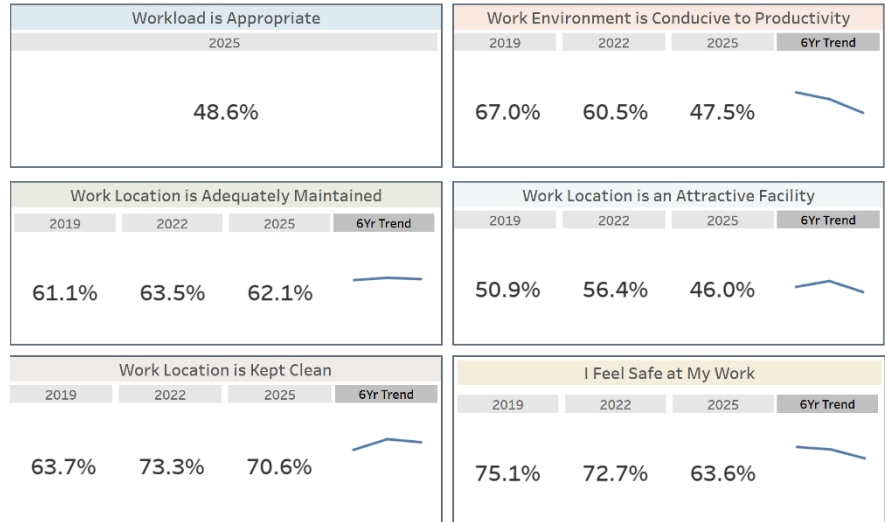 Workload is Appropriate
2025
48.6%
Work Environment is Conducive to Productivity
2019 2022 2025 6Yr Trend
67.0% 60.5% 47.5%
Work Location is Adequately Maintained
2019 2022 2025 6Yr Trend
61.1% 63.5% 62.1%
Work Location is an Attractive Facility
2019 2022 2025 6Yr Trend
50.9% 56.4% 46.0%
Work Location is Kept Clean
2019 2022 2025 6Yr Trend
63.7% 73.3% 70.6%
I Feel Safe at My Work
2019 2022 2025 6Yr Trend
75.1% 72.7% 63.6%